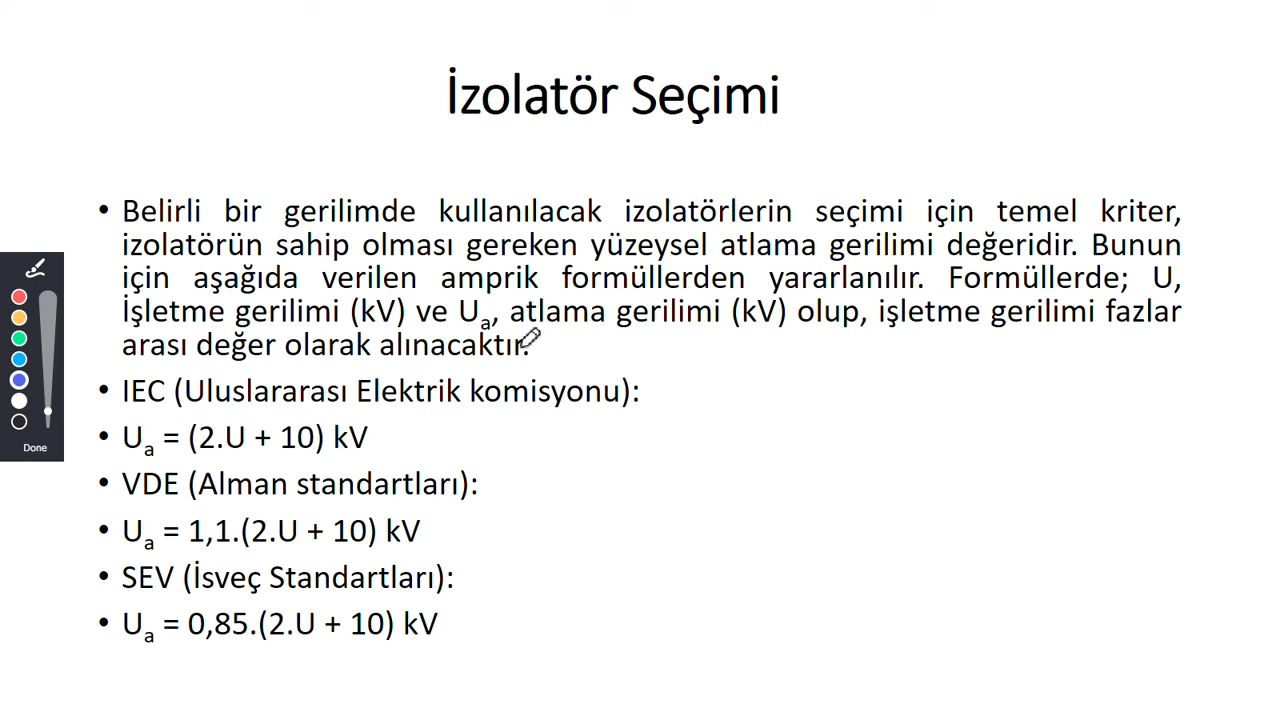 İzolatör Seçimi
• Belirli bir gerilimde kullanılacak izolatörlerin seçimi için temel kriter,
izolatörün sahip olması gereken yüzeysel atlama gerilimi değeridir. Bunun
için aşağıda verilen amprik formüllerden yararlanılır. Formüllerde; U,
İşletme gerilimi (kV) ve Ua, atlama gerilimi (kV) olup, işletme gerilimi fazlar
arası değer olarak alınacaktır.
• IEC (Uluslararası Elektrik komisyonu):
• Ua = (2.U + 10) kV
• VDE (Alman standartları):
• Ua = 1,1.(2.U + 10) kV
• SEV (İsveç Standartları):
• Ua = 0,85.(2.U + 10) kV
Done